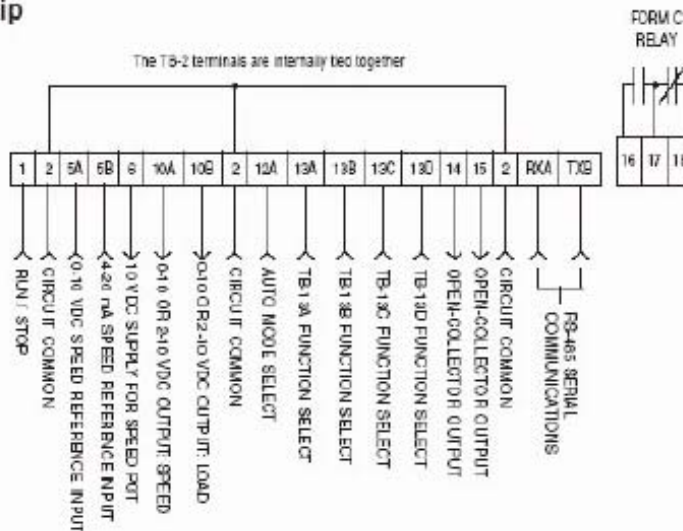 ip
FORM C
RELAY
The TB-2 terminals are internally tied together
1 2 5A 5B 6 10A 10B 2 12A 13A 13B 13C 13D 14 15 2 RXA TXB
16 17 18
RUN / STOP
CIRCUIT COMMON
0-10 VDC SPEED REFERENCE INPUT
4-20 mA SPEED REFERENCE INPUT
10 VDC SUPPLY FOR SPEED POT
0-10 OR 2-10 VDC OUTPUT: SPEED
0-10 OR 2-10 VDC OUTPUT: LOAD
CIRCUIT COMMON
AUTO MODE SELECT
TB-13A FUNCTION SELECT
TB-13B FUNCTION SELECT
TB-13C FUNCTION SELECT
TB-13D FUNCTION SELECT
OPEN-COLLECTOR OUTPUT
OPEN-COLLECTOR OUTPUT
CIRCUIT COMMON
RS-485 SERIAL
COMMUNICATIONS